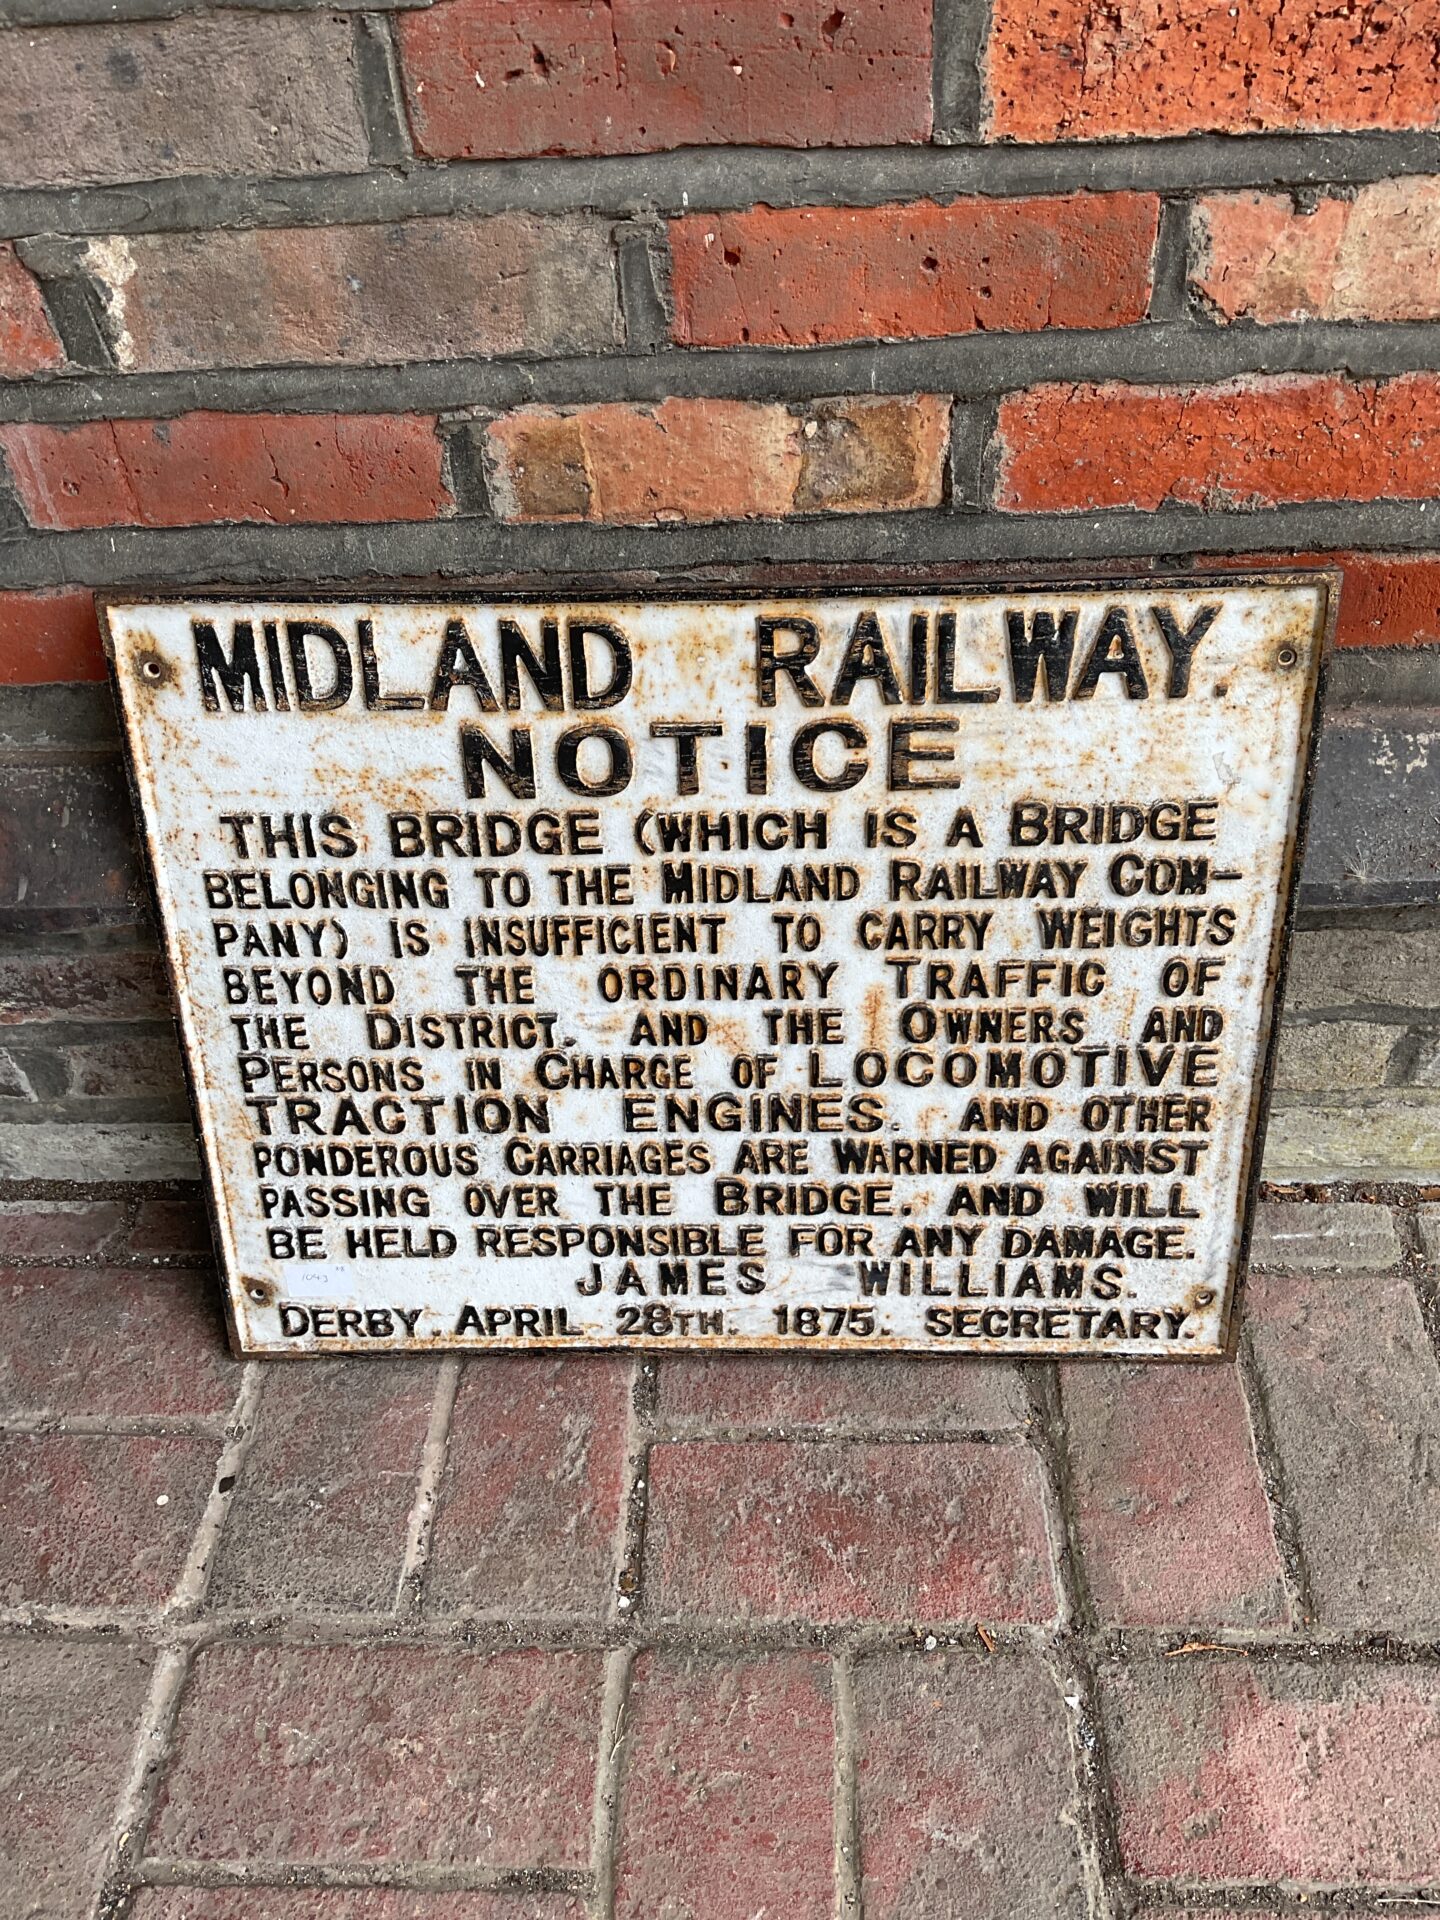 MIDLAND RAILWAY.
NOTICE
THIS BRIDGE (WHICH IS A BRIDGE
BELONGING TO THE MIDLAND RAILWAY COM-
PANY) IS INSUFFICIENT TO CARRY WEIGHTS
BEYOND THE ORDINARY TRAFFIC OF
THE DISTRICT. AND THE OWNERS AND
PERSONS IN CHARGE OF LOCOMOTIVE
TRACTION ENGINES. AND OTHER
PONDEROUS CARRIAGES ARE WARNED AGAINST
PASSING OVER THE BRIDGE. AND WILL
BE HELD RESPONSIBLE FOR ANY DAMAGE.
JAMES WILLIAMS.
DERBY. APRIL 28TH. 1875. SECRETARY.
1043